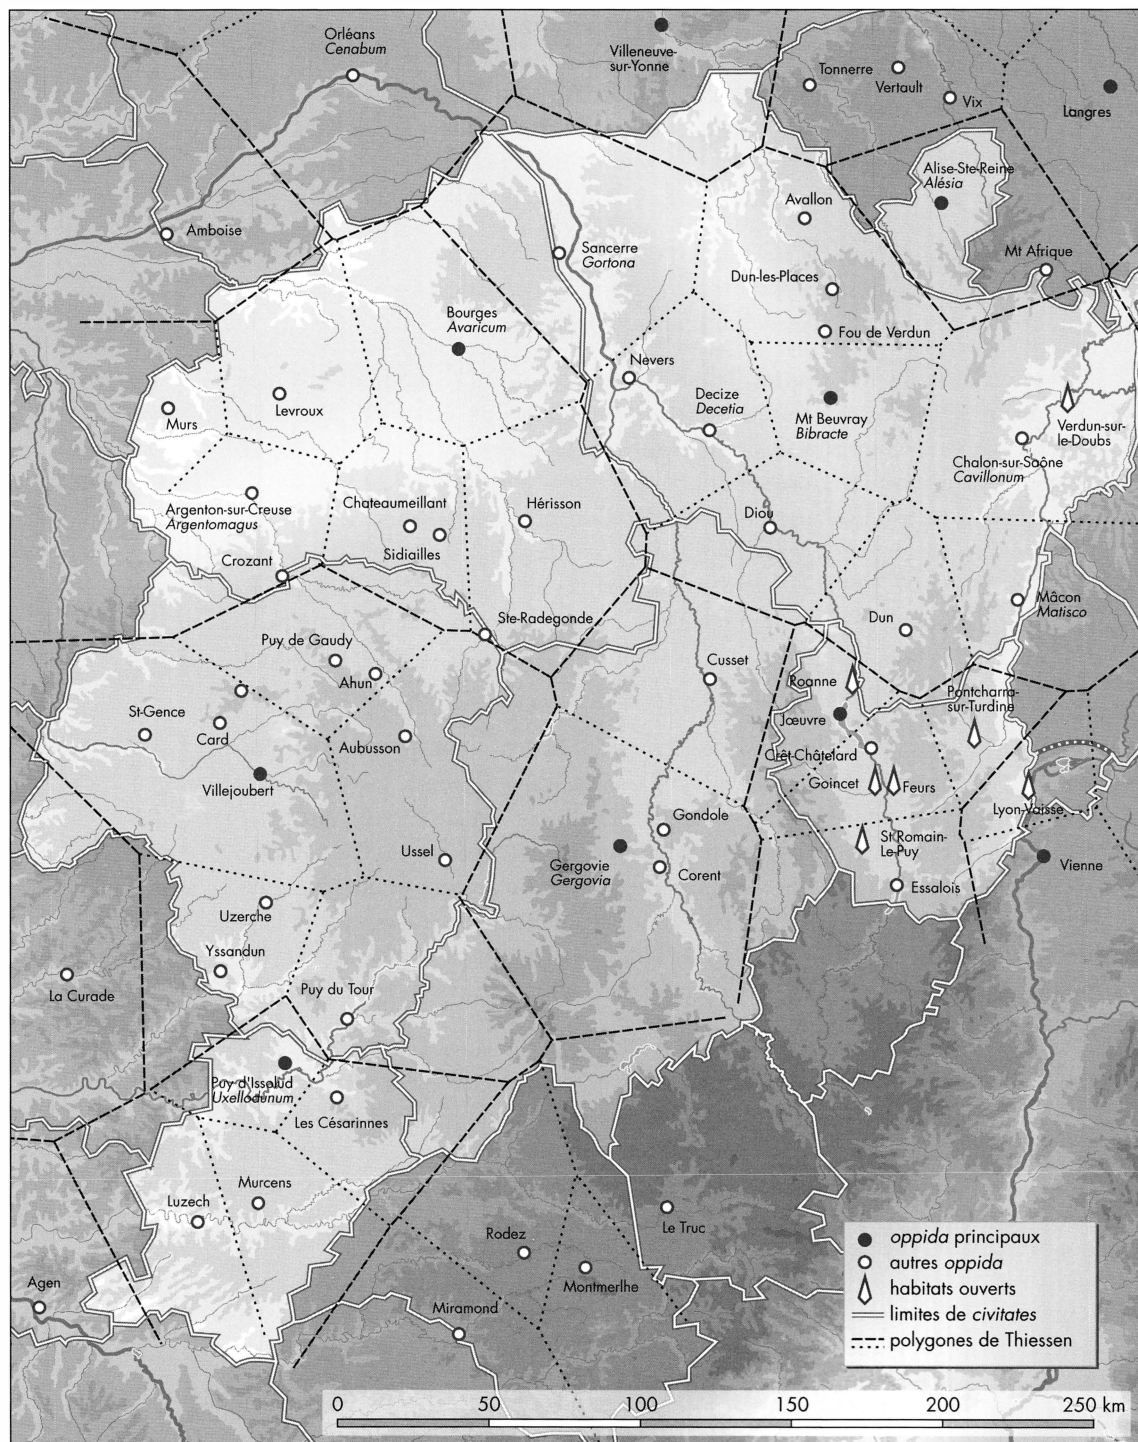 Orléans
Cenabum
Villeneuve-
sur-Yonne
Tonnerre
Vertault
Vix
Langres
Alise-Ste-Reine
Alésia
Avallon
Amboise
Sancerre
Gortona
Mt Afrique
Dun-les-Places
Bourges
Avaricum
Fou de Verdun
Nevers
Levroux
Murs
Decize
Decetia
Mt Beuvray
Bibracte
Verdun-sur-
le-Doubs
Chalon-sur-Saône
Cavillonum
Argenton-sur-Creuse
Argentomagus
Chateaumeillant
Hérisson
Diou
Sidiailles
Crozant
Mâcon
Matisco
Ste-Radegonde
Dun
Puy de Gaudy
Ahun
Cusset
Roanne
Pontcharra-
sur-Turdine
St-Gence
Card
Aubusson
Jœuvre
Crêt-Châtelard
Villejoubert
Goincet
Feurs
Lyon-Vaisse
Gondole
St Romain-
Le-Puy
Ussel
Gergovie
Gergovia
Corent
Vienne
Essalois
Uzerche
Yssandun
La Curade
Puy du Tour
Puy d'Issolud
Uxellodunum
Les Césarinnes
Murcens
Luzech
Le Truc
Rodez
Montmerlhe
Agen
Miramond
oppida principaux
autres oppida
habitats ouverts
limites de civitates
polygones de Thiessen
0 50 100 150 200 250 km